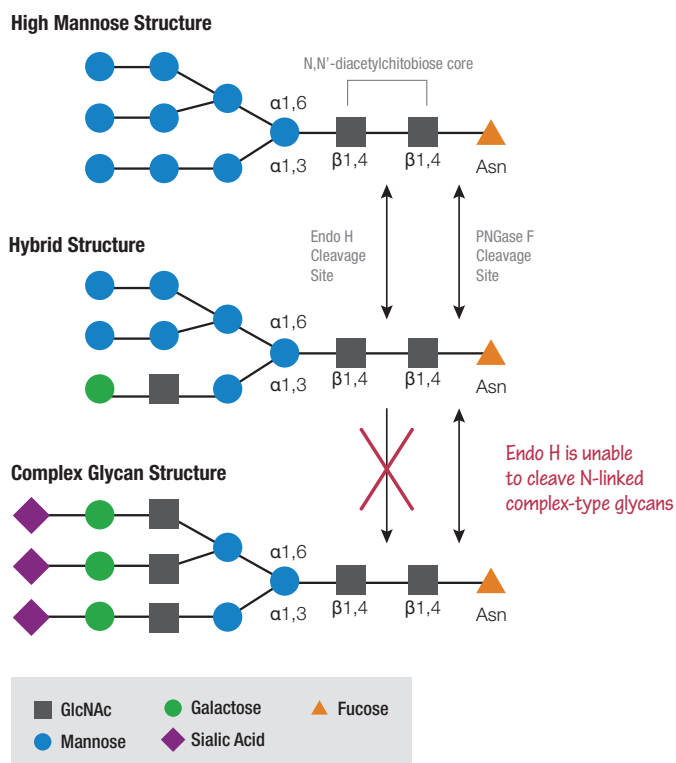 High Mannose Structure
N,N'-diacetylchitobiose core
α1,6
α1,3
β1,4
β1,4
Asn
Endo H
Cleavage
Site
PNGase F
Cleavage
Site
Hybrid Structure
α1,6
α1,3
β1,4
β1,4
Asn
Endo H is unable
to cleave N-linked
complex-type glycans
Complex Glycan Structure
α1,6
α1,3
β1,4
β1,4
Asn
GlcNAc
Galactose
Fucose
Mannose
Sialic Acid